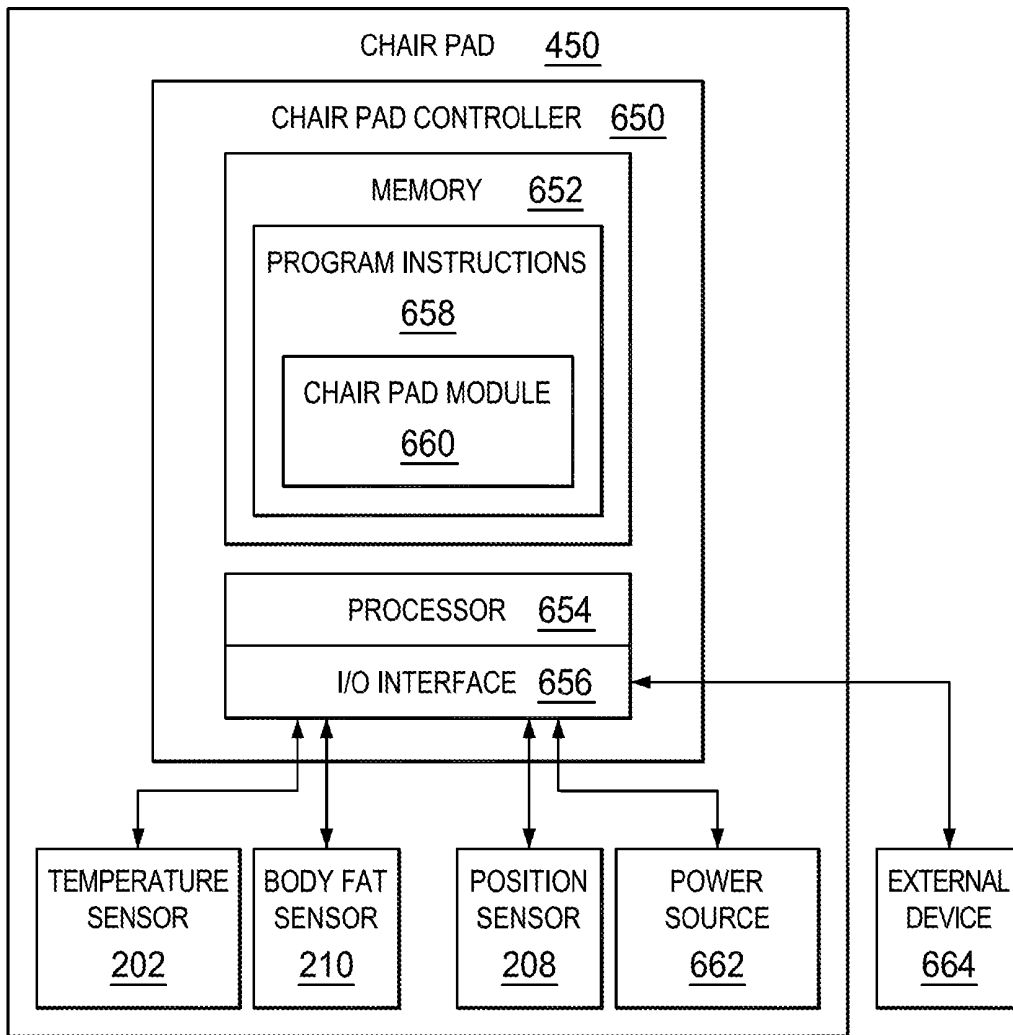 CHAIR PAD 450
CHAIR PAD CONTROLLER 650
MEMORY 652
PROGRAM INSTRUCTIONS
658
CHAIR PAD MODULE
660
PROCESSOR 654
I/O INTERFACE 656
TEMPERATURE
SENSOR
202
BODY FAT
SENSOR
210
POSITION
SENSOR
208
POWER
SOURCE
662
EXTERNAL
DEVICE
664